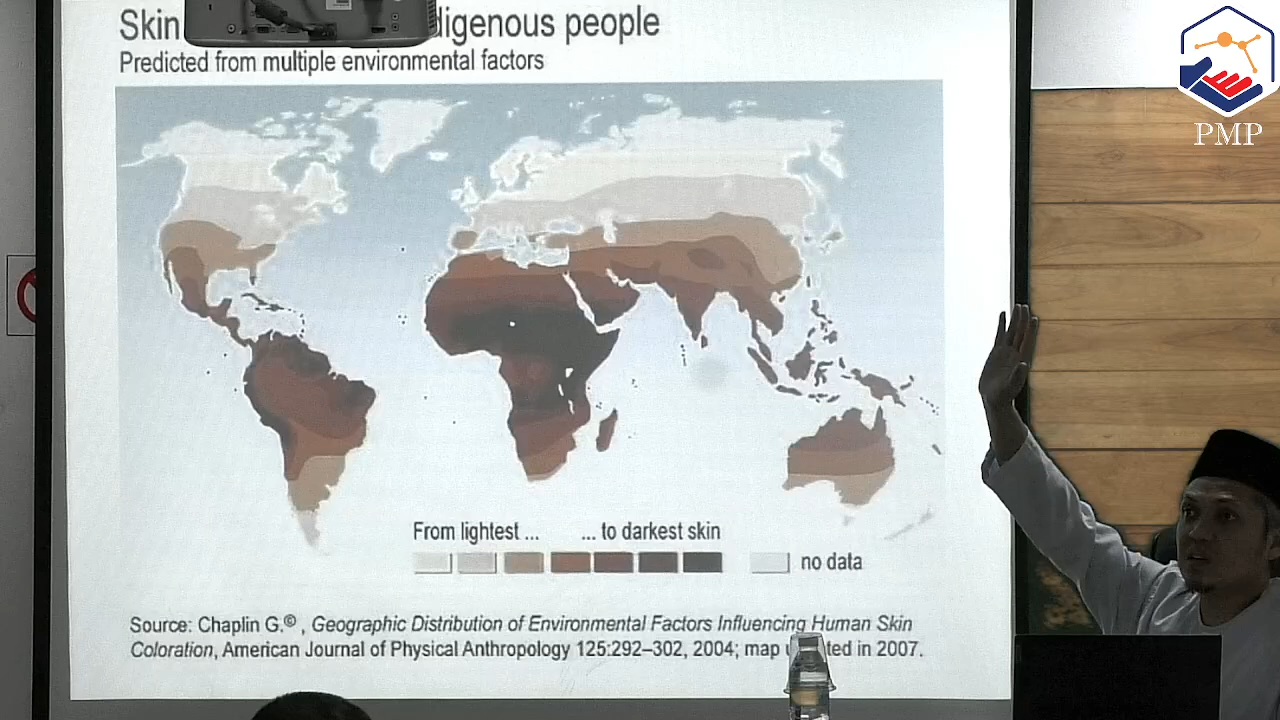 Skin digenous people
Predicted from multiple environmental factors
PMP
From lightest ... ... to darkest skin
no data
Source: Chaplin G.©, Geographic Distribution of Environmental Factors Influencing Human Skin
Coloration, American Journal of Physical Anthropology 125:292–302, 2004; map ted in 2007.